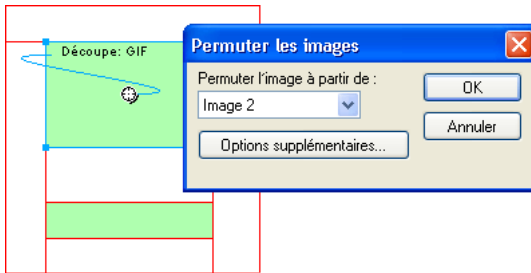 Découpe: GIF
Permuter les images
Permuter l'image à partir de :
Image 2
OK
Annuler
Options supplémentaires...